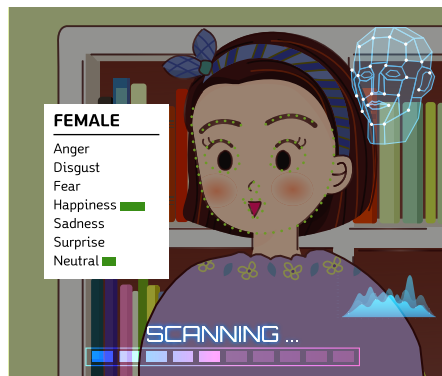 FEMALE
Anger
Disgust
Fear
Happiness
Sadness
Surprise
Neutral
SCANNING ...